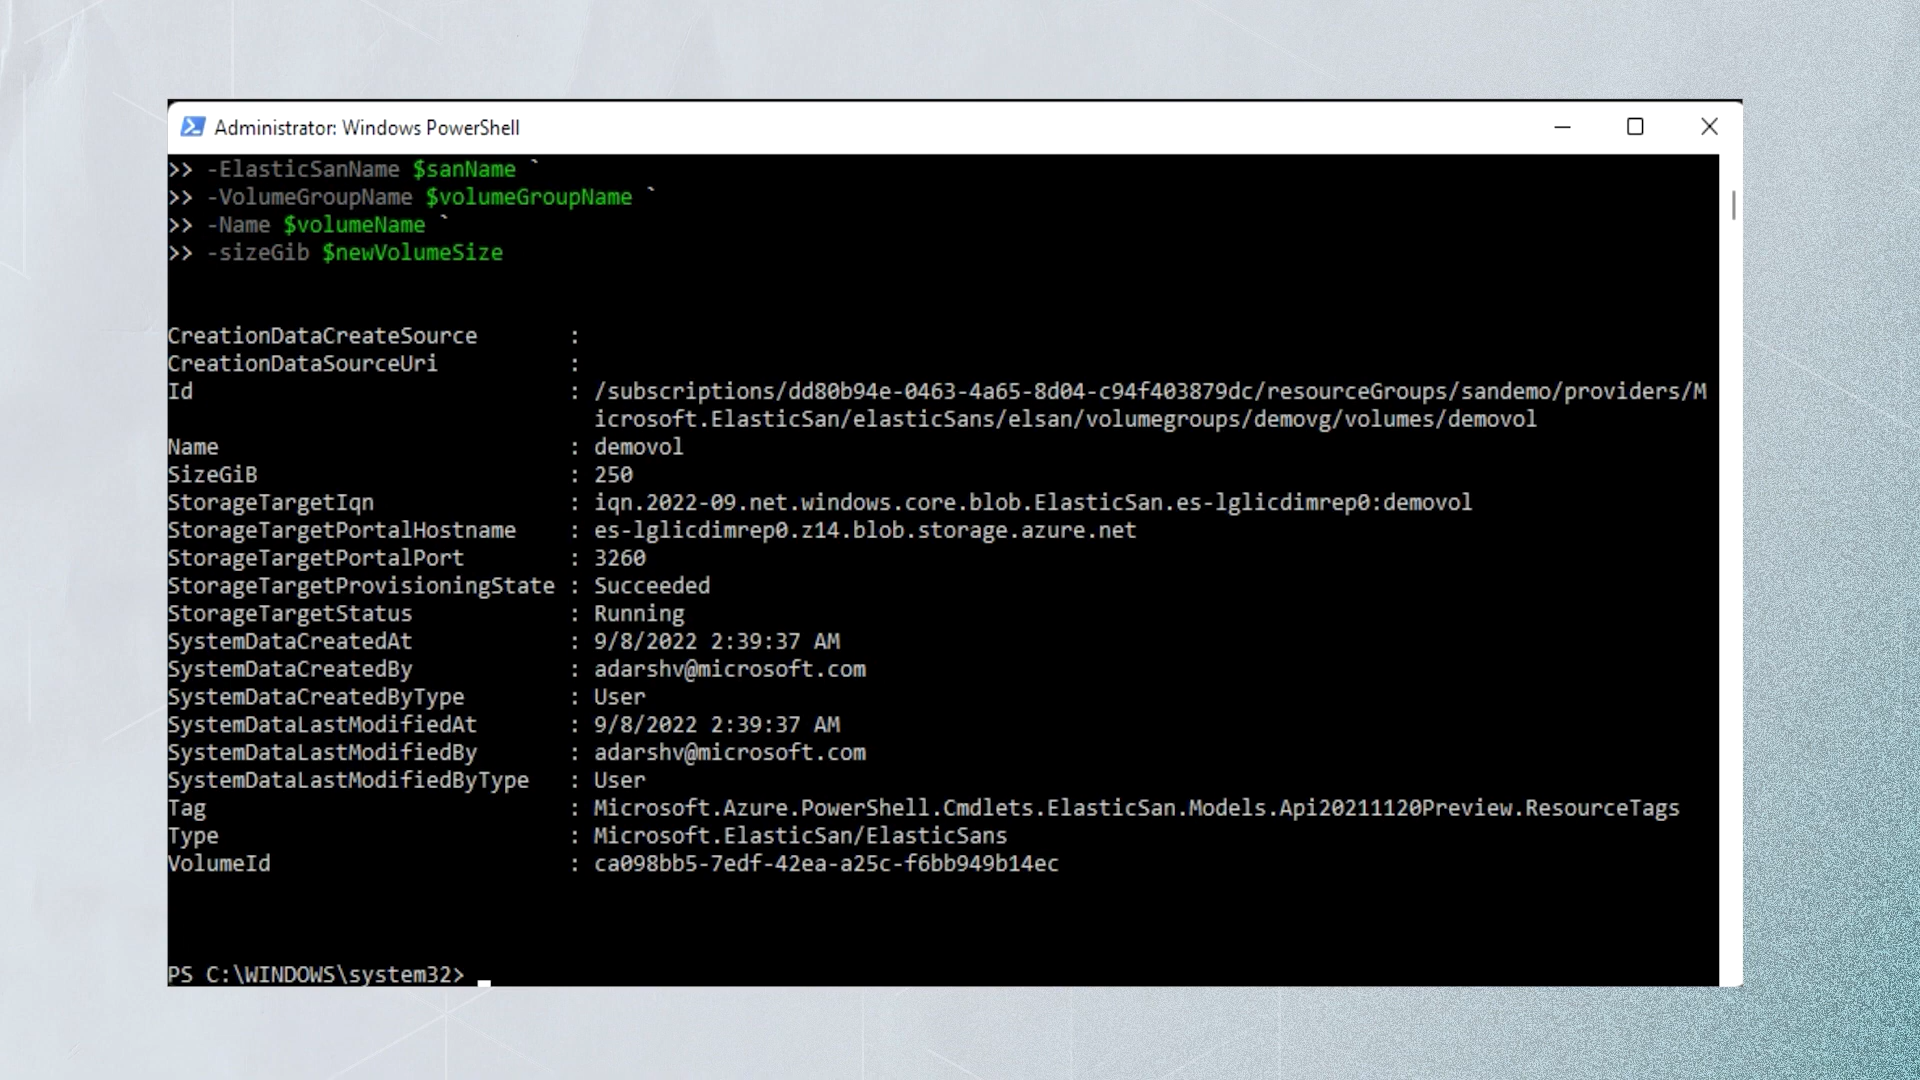 Administrator: Windows PowerShell
>> -ElasticSanName $sanName `
>> -VolumeGroupName $volumeGroupName `
>> -Name $volumeName `
>> -sizeGib $newVolumeSize
CreationDataCreateSource :
CreationDataSourceUri :
Id : /subscriptions/dd80b94e-0463-4a65-8d04-c94f403879dc/resourceGroups/sandemo/providers/M
icrosoft.ElasticSan/elasticSans/elsan/volumegroups/demovg/volumes/demovol
Name : demovol
SizeGiB : 250
StorageTargetIqn : iqn.2022-09.net.windows.core.blob.ElasticSan.es-lglicdimrep0:demovol
StorageTargetPortalHostname : es-lglicdimrep0.z14.blob.storage.azure.net
StorageTargetPortalPort : 3260
StorageTargetProvisioningState : Succeeded
StorageTargetStatus : Running
SystemDataCreatedAt : 9/8/2022 2:39:37 AM
SystemDataCreatedBy : adarshv@microsoft.com
SystemDataCreatedByType : User
SystemDataLastModifiedAt : 9/8/2022 2:39:37 AM
SystemDataLastModifiedBy : adarshv@microsoft.com
SystemDataLastModifiedByType : User
Tag : Microsoft.Azure.PowerShell.Cmdlets.ElasticSan.Models.Api20211120Preview.ResourceTags
Type : Microsoft.ElasticSan/ElasticSans
VolumeId : ca098bb5-7edf-42ea-a25c-f6bb949b14ec
PS C:\WINDOWS\system32>